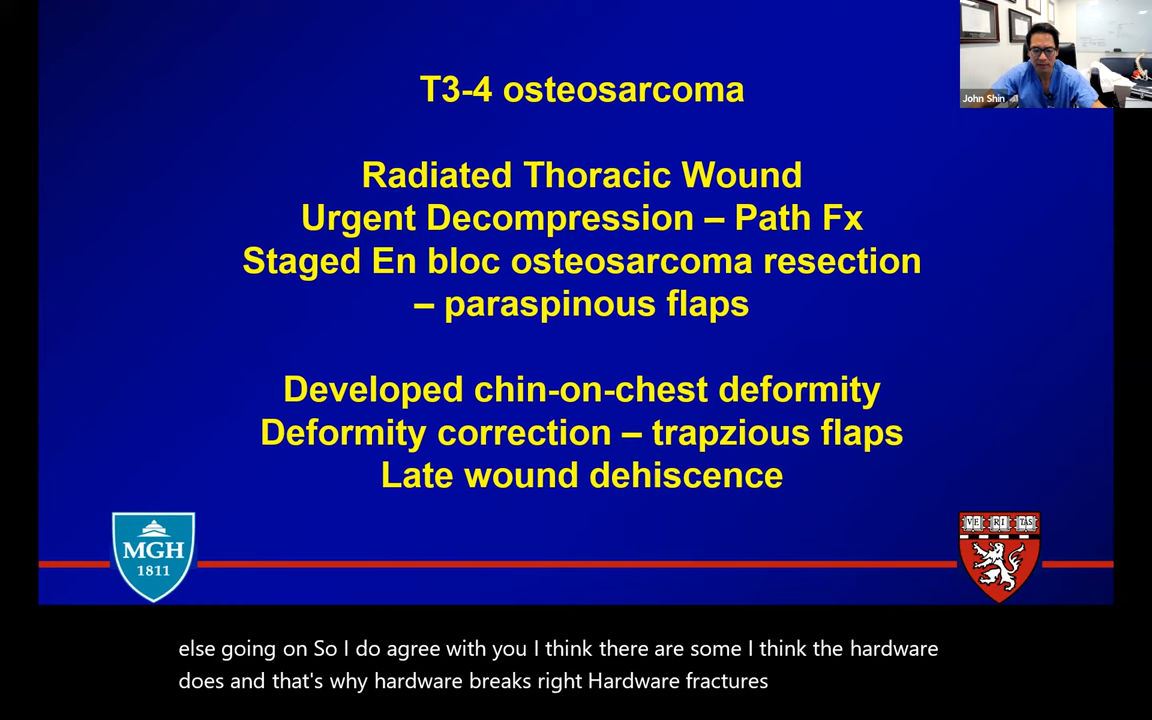 T3-4 osteosarcoma
Radiated Thoracic Wound
Urgent Decompression – Path Fx
Staged En bloc osteosarcoma resection
– paraspinous flaps
Developed chin-on-chest deformity
Deformity correction – trapzious flaps
Late wound dehiscence
John Shin
MGH
1811
VE RI TAS
else going on So I do agree with you I think there are some I think the hardware
does and that's why hardware breaks right Hardware fractures